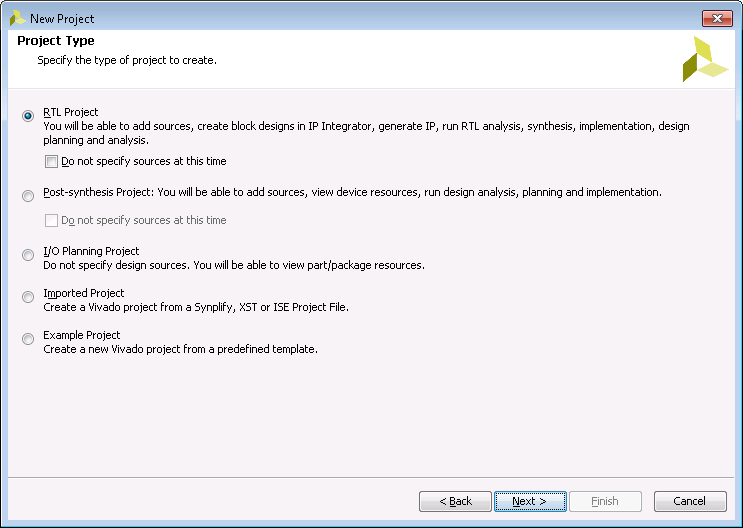 New Project
Project Type
Specify the type of project to create.
RTL Project
You will be able to add sources, create block designs in IP Integrator, generate IP, run RTL analysis, synthesis, implementation, design
planning and analysis.
Do not specify sources at this time
Post-synthesis Project: You will be able to add sources, view device resources, run design analysis, planning and implementation.
Do not specify sources at this time
I/O Planning Project
Do not specify design sources. You will be able to view part/package resources.
Imported Project
Create a Vivado project from a Synplify, XST or ISE Project File.
Example Project
Create a new Vivado project from a predefined template.
< Back Next > Finish Cancel